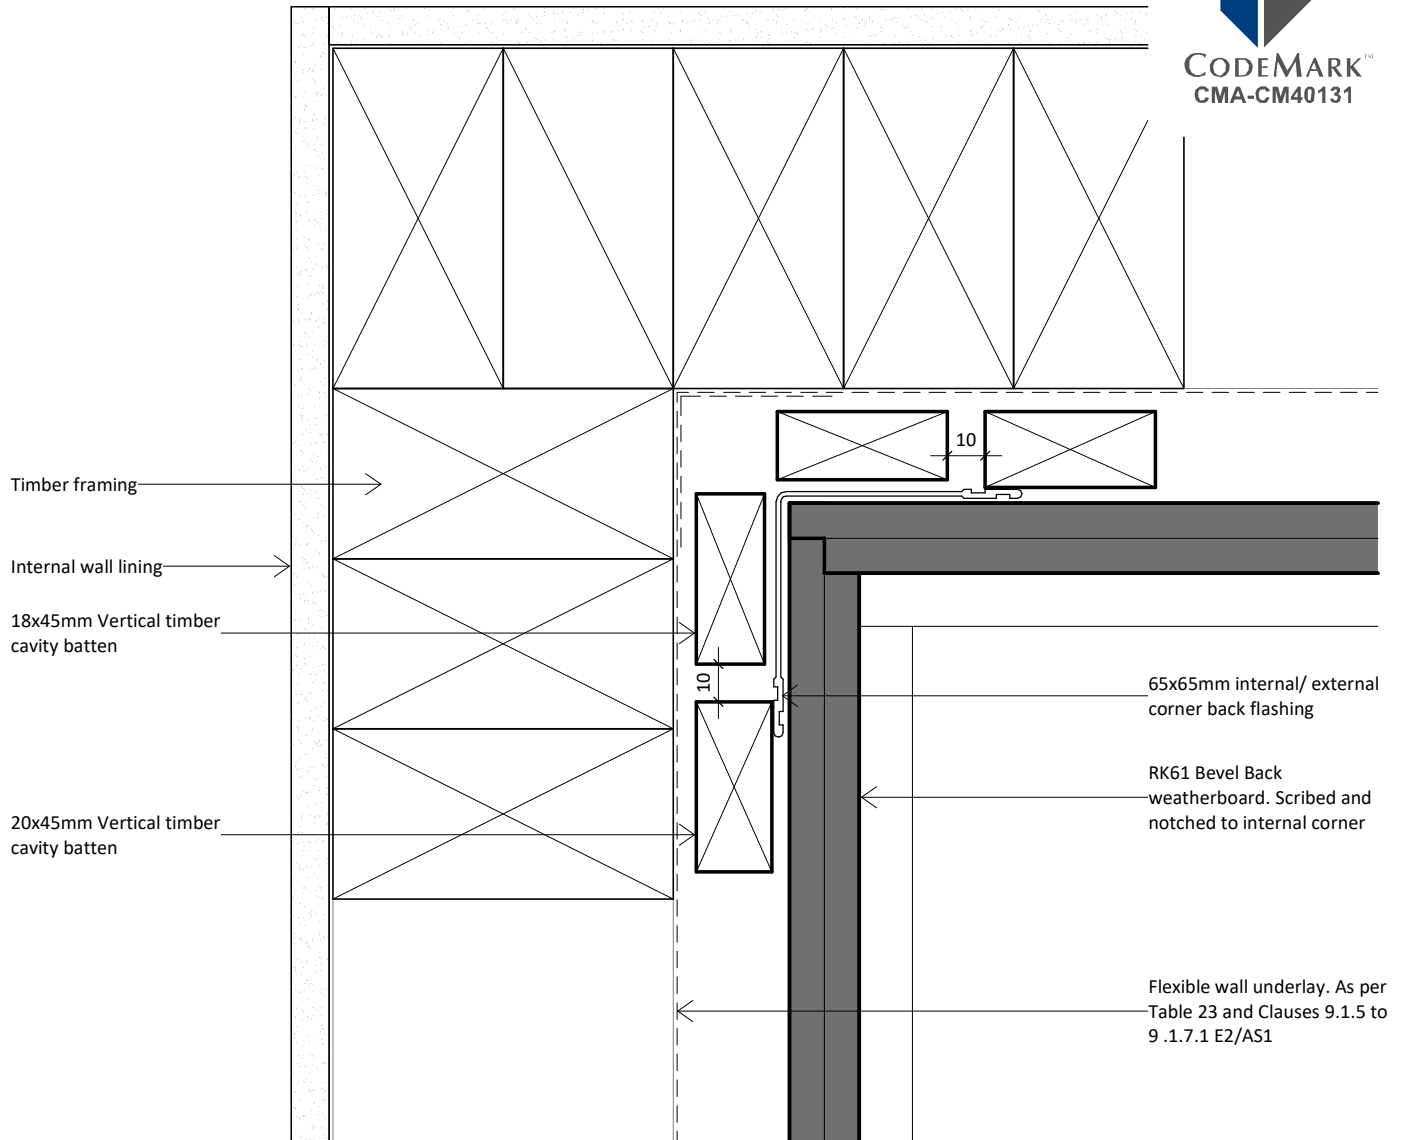 CODEMARK™
CMA-CM40131
10
Timber framing
Internal wall lining
18x45mm Vertical timber
cavity batten
10
65x65mm internal/ external
corner back flashing
RK61 Bevel Back
weatherboard. Scribed and
notched to internal corner
20x45mm Vertical timber
cavity batten
Flexible wall underlay. As per
Table 23 and Clauses 9.1.5 to
9 .1.7.1 E2/AS1